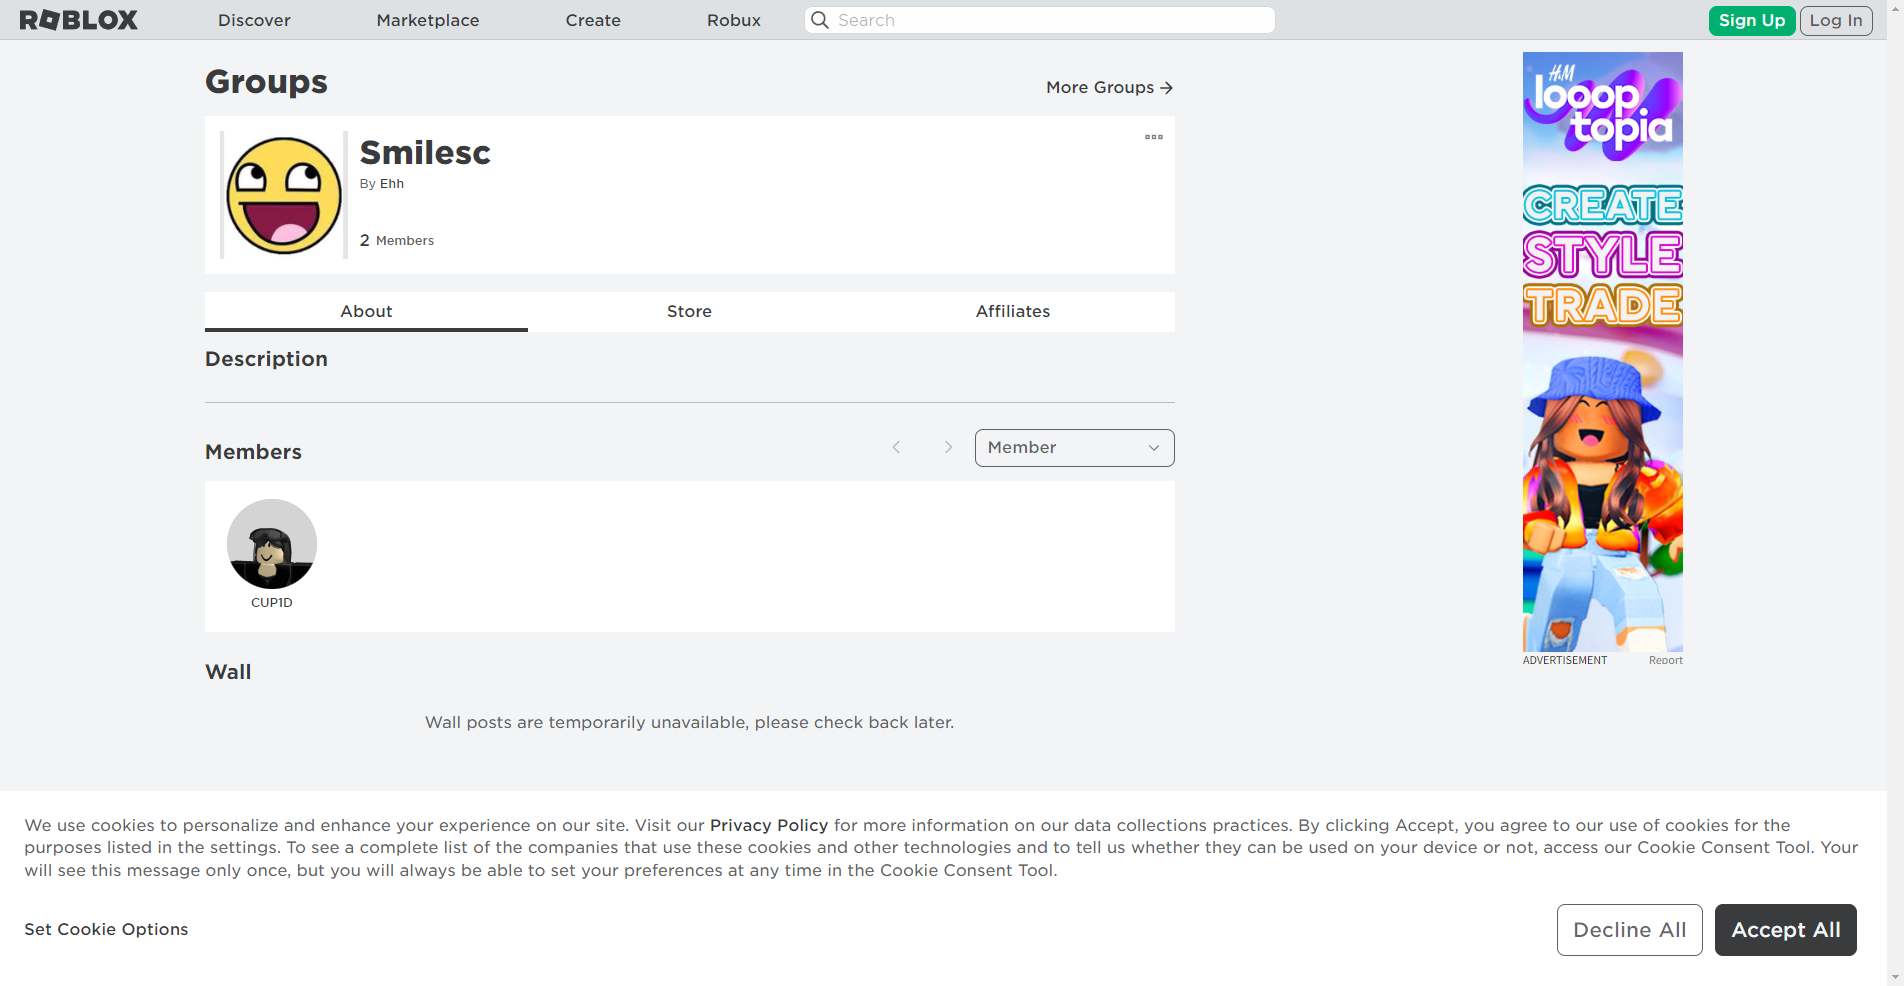 ROBLOX
Discover
Marketplace
Create
Robux
Search
Sign Up
Log In
Groups
More Groups
Smilesc
By Ehh
2 Members
About
Store
Affiliates
Description
Members
Member
CUP1D
Wall
Wall posts are temporarily unavailable, please check back later.
H&M
looop
topia
CREATE
STYLE
TRADE
ADVERTISEMENT
Report
We use cookies to personalize and enhance your experience on our site. Visit our Privacy Policy for more information on our data collections practices. By clicking Accept, you agree to our use of cookies for the
purposes listed in the settings. To see a complete list of the companies that use these cookies and other technologies and to tell us whether they can be used on your device or not, access our Cookie Consent Tool. Your
will see this message only once, but you will always be able to set your preferences at any time in the Cookie Consent Tool.
Set Cookie Options
Decline All
Accept All